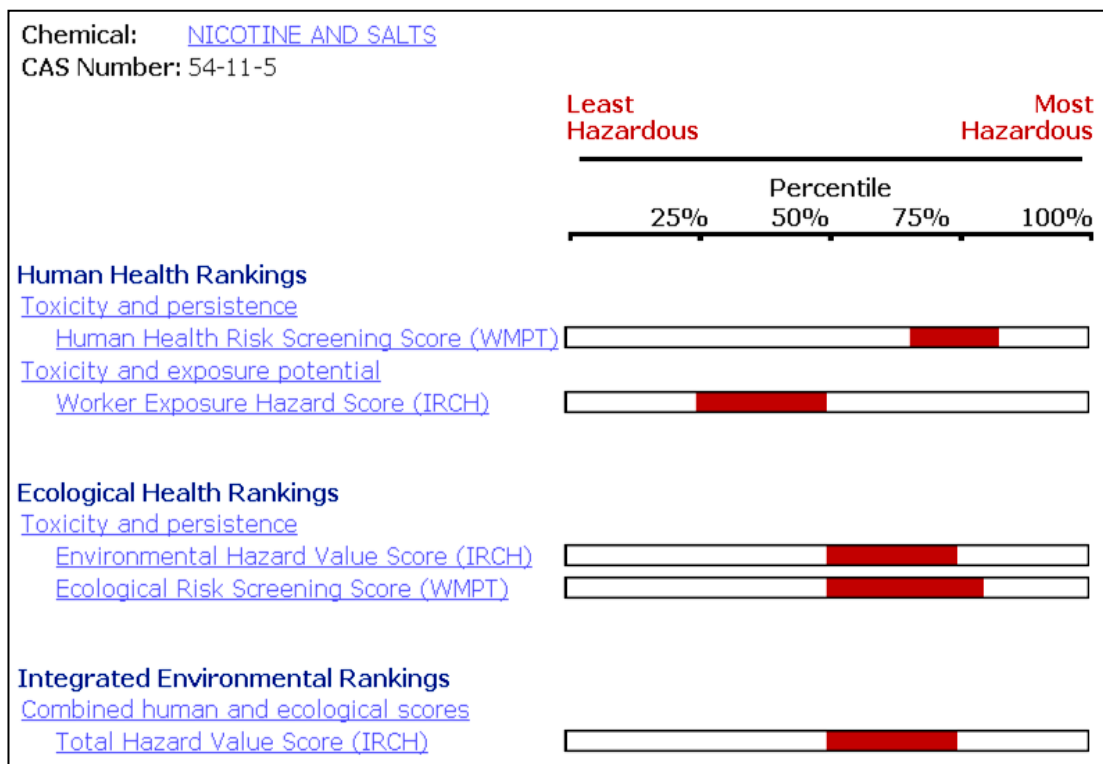 Chemical: NICOTINE AND SALTS
CAS Number: 54-11-5
Least Hazardous
Most Hazardous
Percentile
25% 50% 75% 100%
Human Health Rankings
Toxicity and persistence
Human Health Risk Screening Score (WMPT)
Toxicity and exposure potential
Worker Exposure Hazard Score (IRCH)
Ecological Health Rankings
Toxicity and persistence
Environmental Hazard Value Score (IRCH)
Ecological Risk Screening Score (WMPT)
Integrated Environmental Rankings
Combined human and ecological scores
Total Hazard Value Score (IRCH)